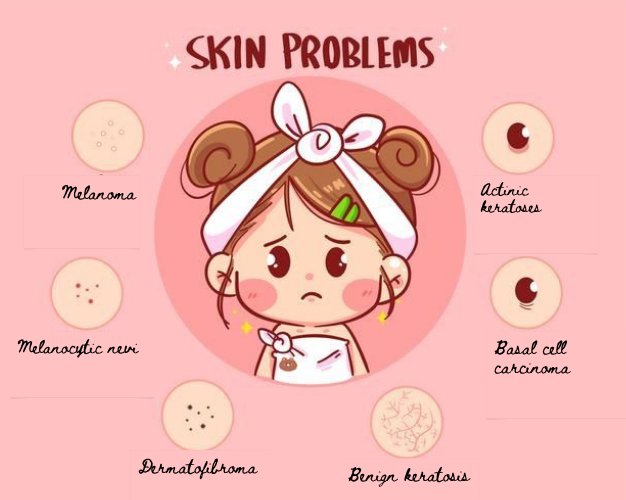 SKIN PROBLEMS
Melanoma
Actinic
keratoses
Melanocytic nevi
Basal cell
carcinoma
Dermatofibroma
Benign keratosis